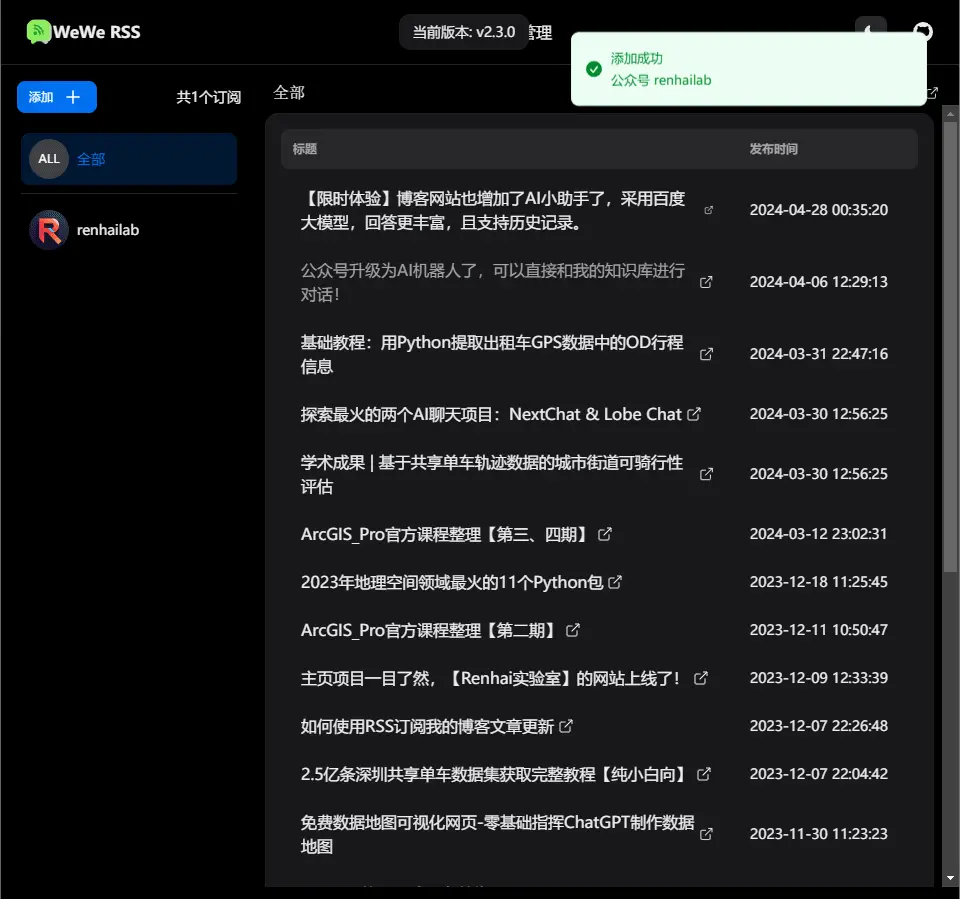 WeWe RSS
当前版本: v2.3.0
管理
添加成功
公众号 renhailab
添加
共1个订阅
全部
ALL 全部
renhailab
标题 发布时间
【限时体验】博客网站也增加了AI小助手了，采用百度
大模型，回答更丰富，且支持历史记录。
2024-04-28 00:35:20
公众号升级为AI机器人了，可以直接和我的知识库进行
对话！
2024-04-06 12:29:13
基础教程：用Python提取出租车GPS数据中的OD行程
信息
2024-03-31 22:47:16
探索最火的两个AI聊天项目：NextChat & Lobe Chat
2024-03-30 12:56:25
学术成果 | 基于共享单车轨迹数据的城市街道可骑行性
评估
2024-03-30 12:56:25
ArcGIS_Pro官方课程整理【第三、四期】
2024-03-12 23:02:31
2023年地理空间领域最火的11个Python包
2023-12-18 11:25:45
ArcGIS_Pro官方课程整理【第二期】
2023-12-11 10:50:47
主页项目一目了然，【Renhai实验室】的网站上线了！
2023-12-09 12:33:39
如何使用RSS订阅我的博客文章更新
2023-12-07 22:26:48
2.5亿条深圳共享单车数据集获取完整教程【纯小白向】
2023-12-07 22:04:42
免费数据地图可视化网页-零基础指挥ChatGPT制作数据
地图
2023-11-30 11:23:23